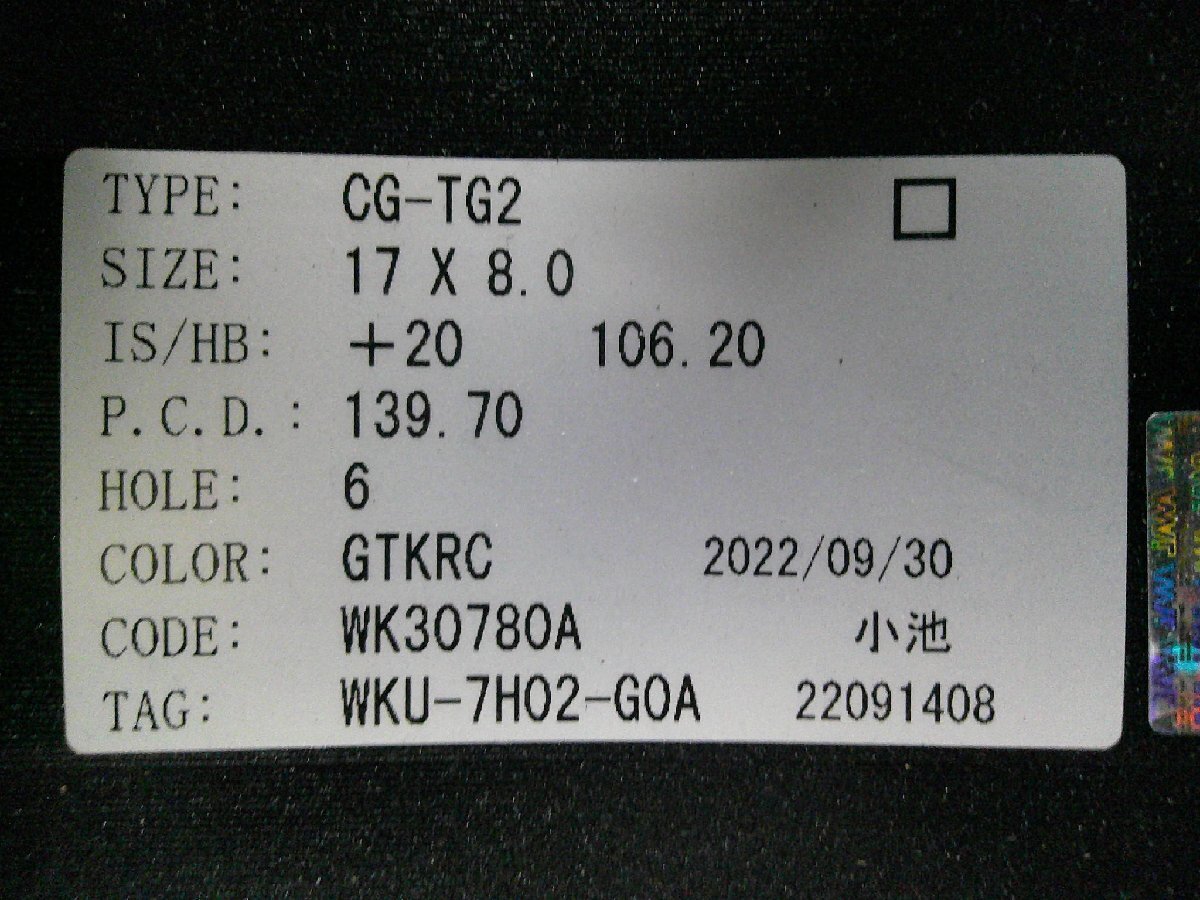 TYPE: CG-TG2 □
SIZE: 17 X 8.0
IS/HB: +20 106.20
P.C.D.: 139.70
HOLE: 6
COLOR: GTKRC 2022/09/30
CODE: WK30780A 小池
TAG: WKU-7H02-G0A 22091408